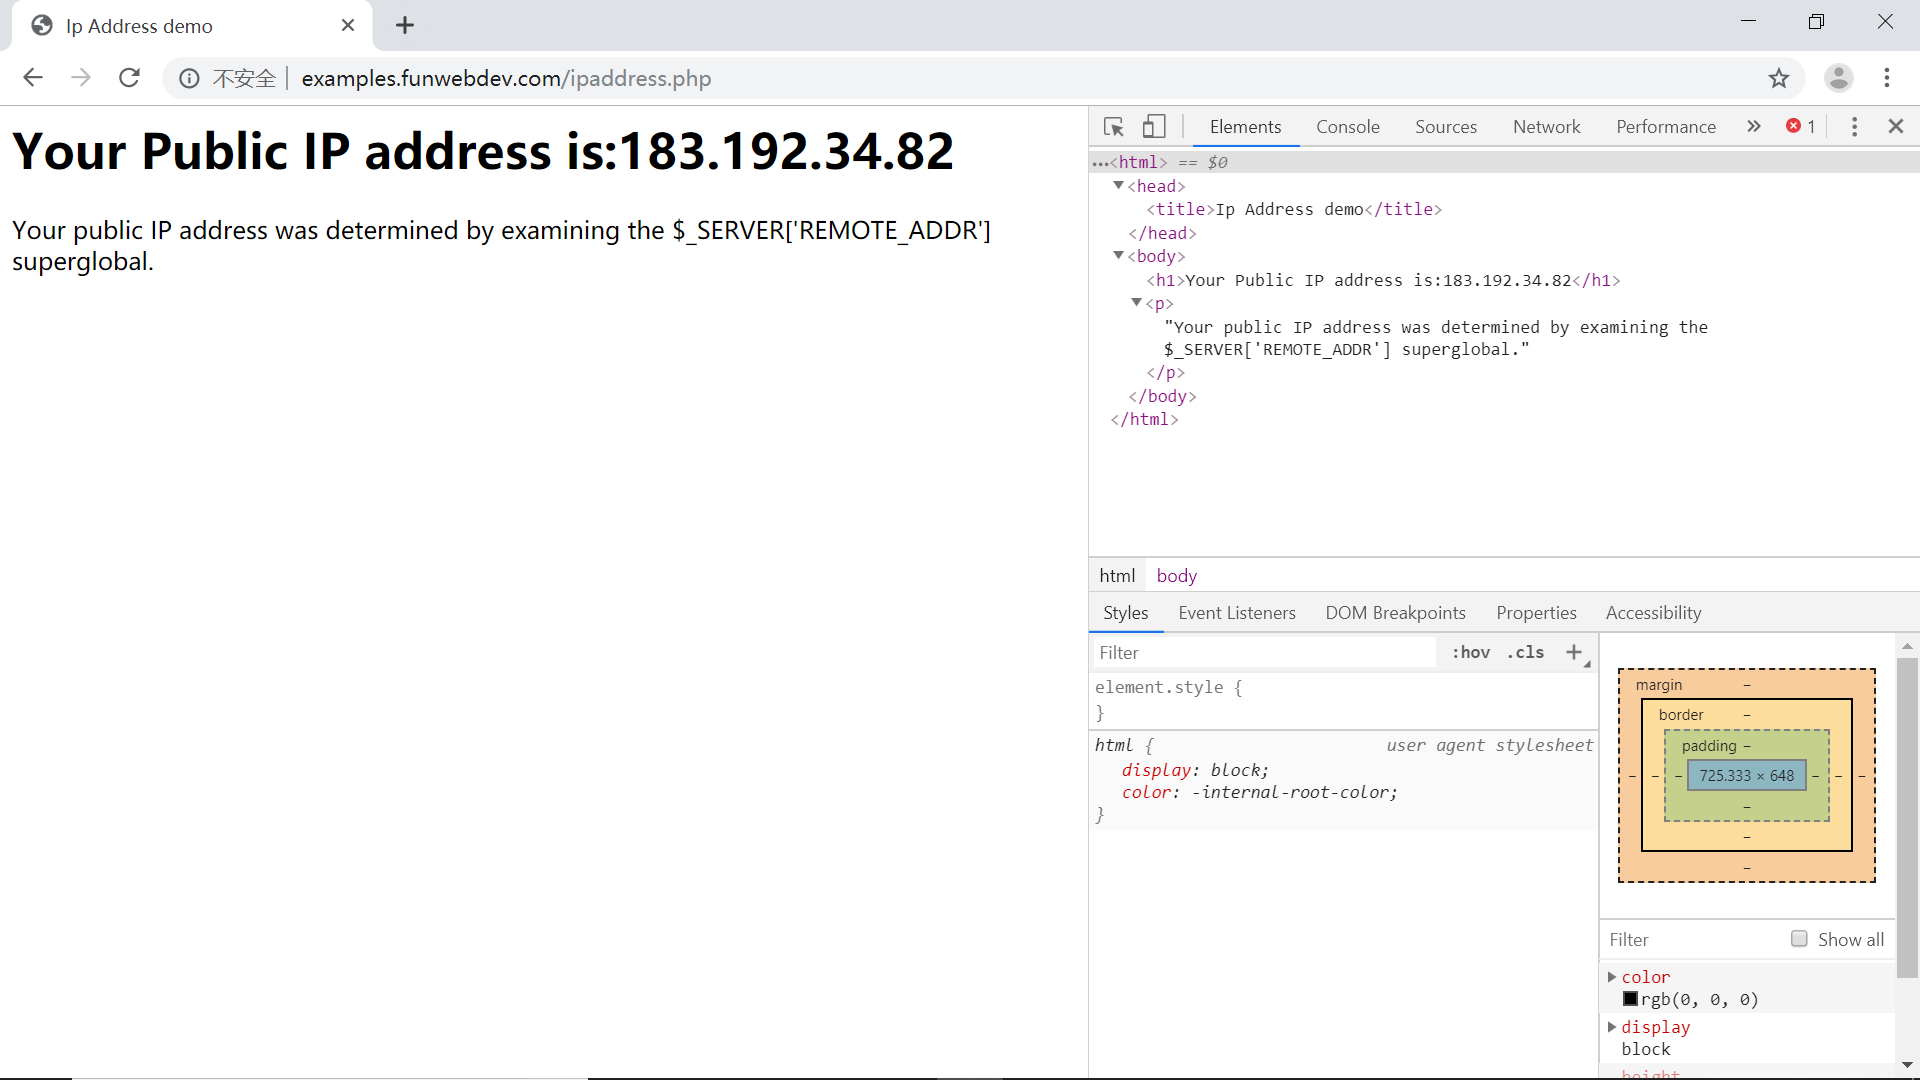 Ip Address demo
不安全
examples.funwebdev.com/ipaddress.php
Your Public IP address is:183.192.34.82
Your public IP address was determined by examining the $_SERVER['REMOTE_ADDR']
superglobal.
Elements Console Sources Network Performance » 1
...<html> == $0
<head>
<title>Ip Address demo</title>
</head>
<body>
<h1>Your Public IP address is:183.192.34.82</h1>
<p>
"Your public IP address was determined by examining the
$_SERVER['REMOTE_ADDR'] superglobal."
</p>
</body>
</html>
html body
Styles Event Listeners DOM Breakpoints Properties Accessibility
Filter :hov .cls +
element.style {
}
html { user agent stylesheet
display: block;
color: -internal-root-color;
}
margin –
border –
padding –
– – – 725.333 × 648 – – –
–
–
–
Filter Show all
color
rgb(0, 0, 0)
display
block
height